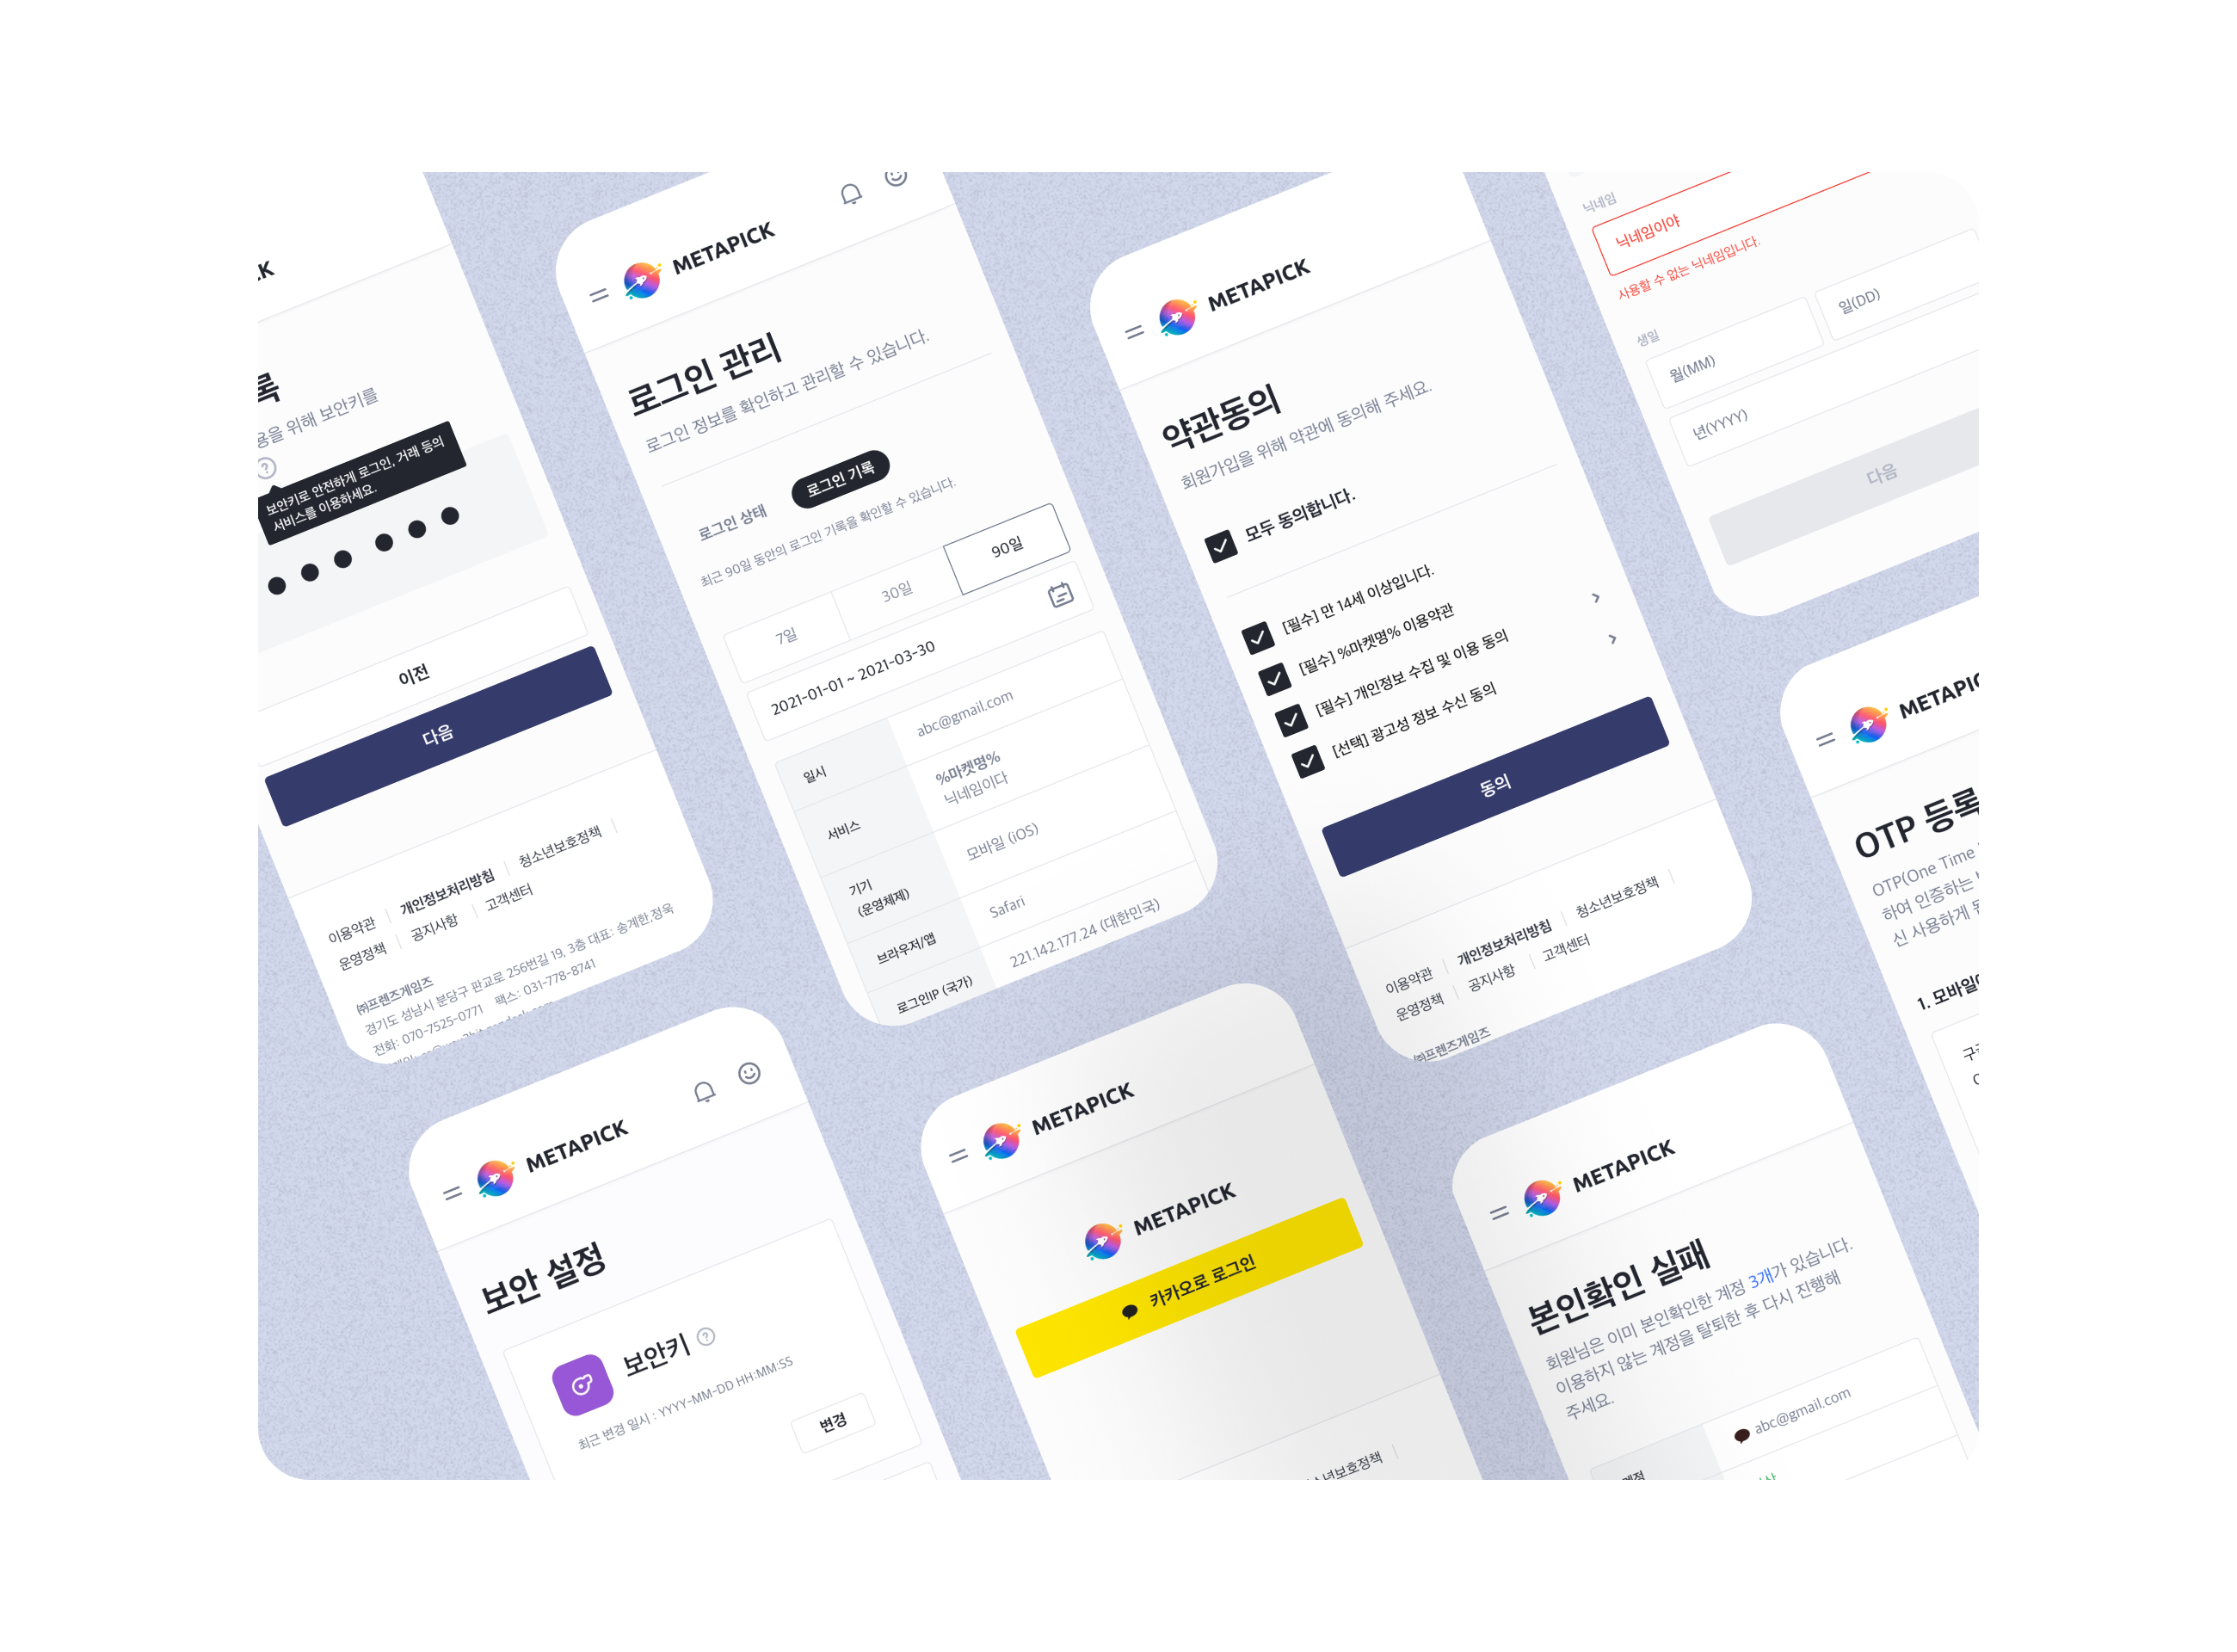 CK
록
용을 위해 보안키를
보안키로 안전하게 로그인, 거래 등의
서비스를 이용하세요.
이전
다음
이용약관 | 개인정보처리방침 | 청소년보호정책 |
운영정책 | 공지사항 | 고객센터
㈜프렌즈게임즈
경기도 성남시 분당구 판교로 256번길 19, 3층 대표: 송계한,정욱
전화: 070-7525-0771 팩스: 031-778-8741
METAPICK
로그인 관리
로그인 정보를 확인하고 관리할 수 있습니다.
로그인 상태
로그인 기록
최근 90일 동안의 로그인 기록을 확인할 수 있습니다.
7일
30일
90일
2021-01-01 ~ 2021-03-30
일시
abc@gmail.com
서비스
%마켓명%
닉네임이다
기기
(운영체제)
모바일 (iOS)
브라우저/앱
Safari
로그인IP (국가)
221.142.177.24 (대한민국)
METAPICK
약관동의
회원가입을 위해 약관에 동의해 주세요.
모두 동의합니다.
[필수] 만 14세 이상입니다.
[필수] %마켓명% 이용약관
[필수] 개인정보 수집 및 이용 동의
[선택] 광고성 정보 수신 동의
동의
이용약관 | 개인정보처리방침 | 청소년보호정책 |
운영정책 | 공지사항 | 고객센터
㈜프렌즈게임즈
닉네임
닉네임이야
사용할 수 없는 닉네임입니다.
생일
월(MM)
일(DD)
년(YYYY)
다음
METAPIC
OTP 등록
OTP(One Time
하여 인증하는
신 사용하게
1. 모바일
METAPICK
보안 설정
보안키
최근 변경 일시 : YYYY-MM-DD HH:MM:SS
변경
METAPICK
METAPICK
카카오로 로그인
소년보호정책 |
METAPICK
본인확인 실패
회원님은 이미 본인확인한 계정 3개가 있습니다.
이용하지 않는 계정을 탈퇴한 후 다시 진행해
주세요.
계정
abc@gmail.com